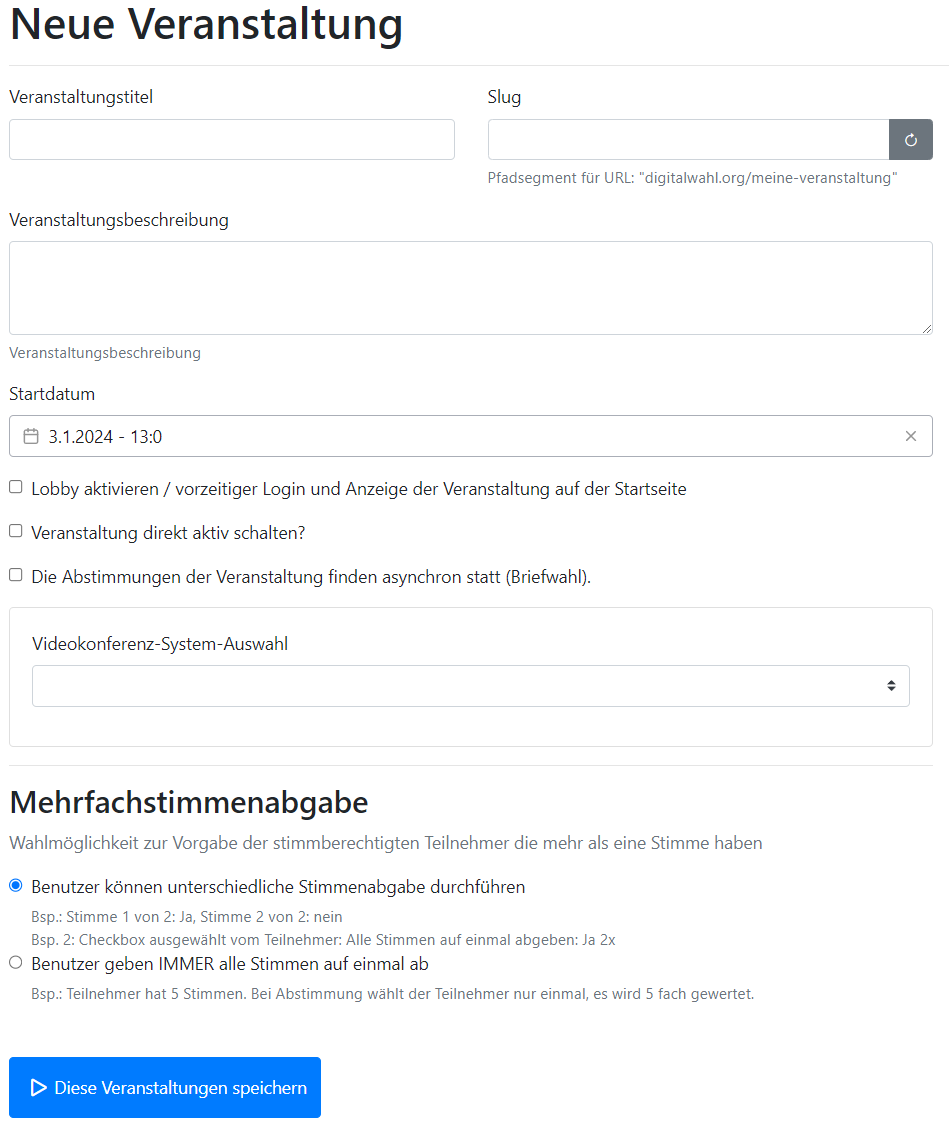 Neue Veranstaltung
Veranstaltungstitel
Slug
Pfadsegment für URL: "digitalwahl.org/meine-veranstaltung"
Veranstaltungsbeschreibung
Veranstaltungsbeschreibung
Startdatum
3.1.2024 - 13:0
Lobby aktivieren / vorzeitiger Login und Anzeige der Veranstaltung auf der Startseite
Veranstaltung direkt aktiv schalten?
Die Abstimmungen der Veranstaltung finden asynchron statt (Briefwahl).
Videokonferenz-System-Auswahl
Mehrfachstimmenabgabe
Wahlmöglichkeit zur Vorgabe der stimmberechtigten Teilnehmer die mehr als eine Stimme haben
Benutzer können unterschiedliche Stimmenabgabe durchführen
Bsp.: Stimme 1 von 2: Ja, Stimme 2 von 2: nein
Bsp. 2: Checkbox ausgewählt vom Teilnehmer: Alle Stimmen auf einmal abgeben: Ja 2x
Benutzer geben IMMER alle Stimmen auf einmal ab
Bsp.: Teilnehmer hat 5 Stimmen. Bei Abstimmung wählt der Teilnehmer nur einmal, es wird 5 fach gewertet.
Diese Veranstaltungen speichern